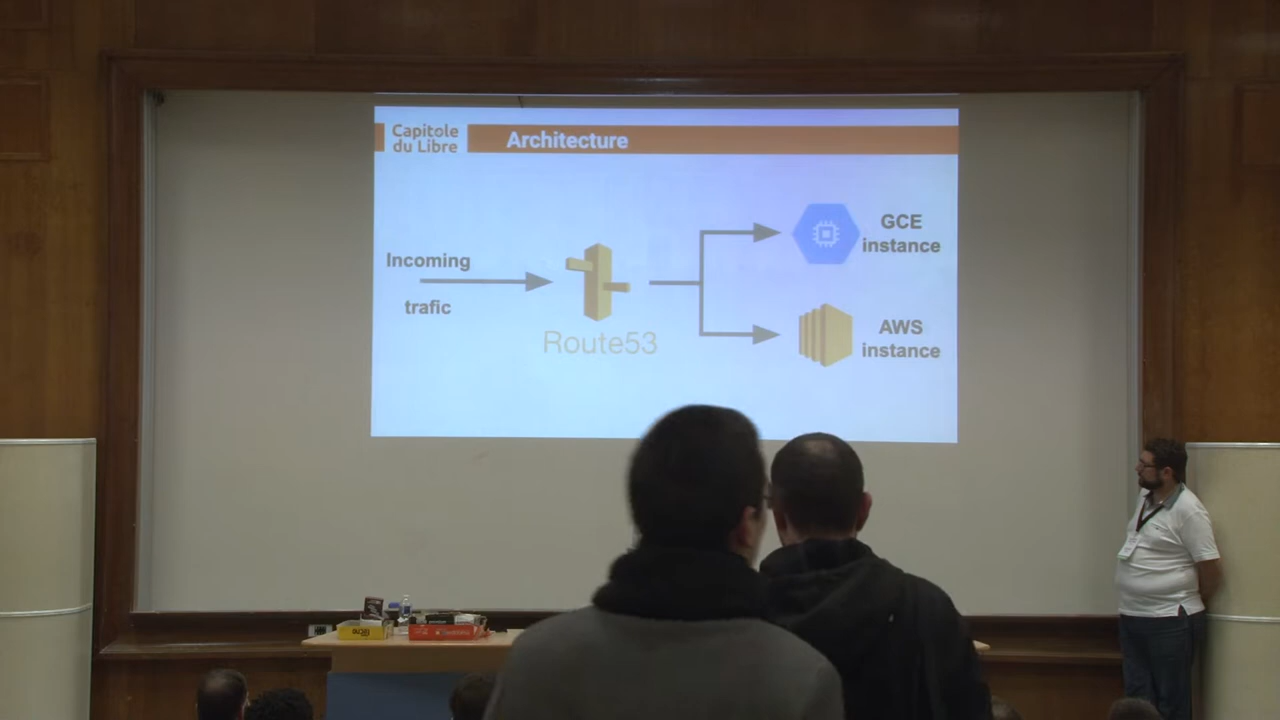 Capitole
du Libre
Architecture
Incoming
trafic
Route53
GCE
instance
AWS
instance